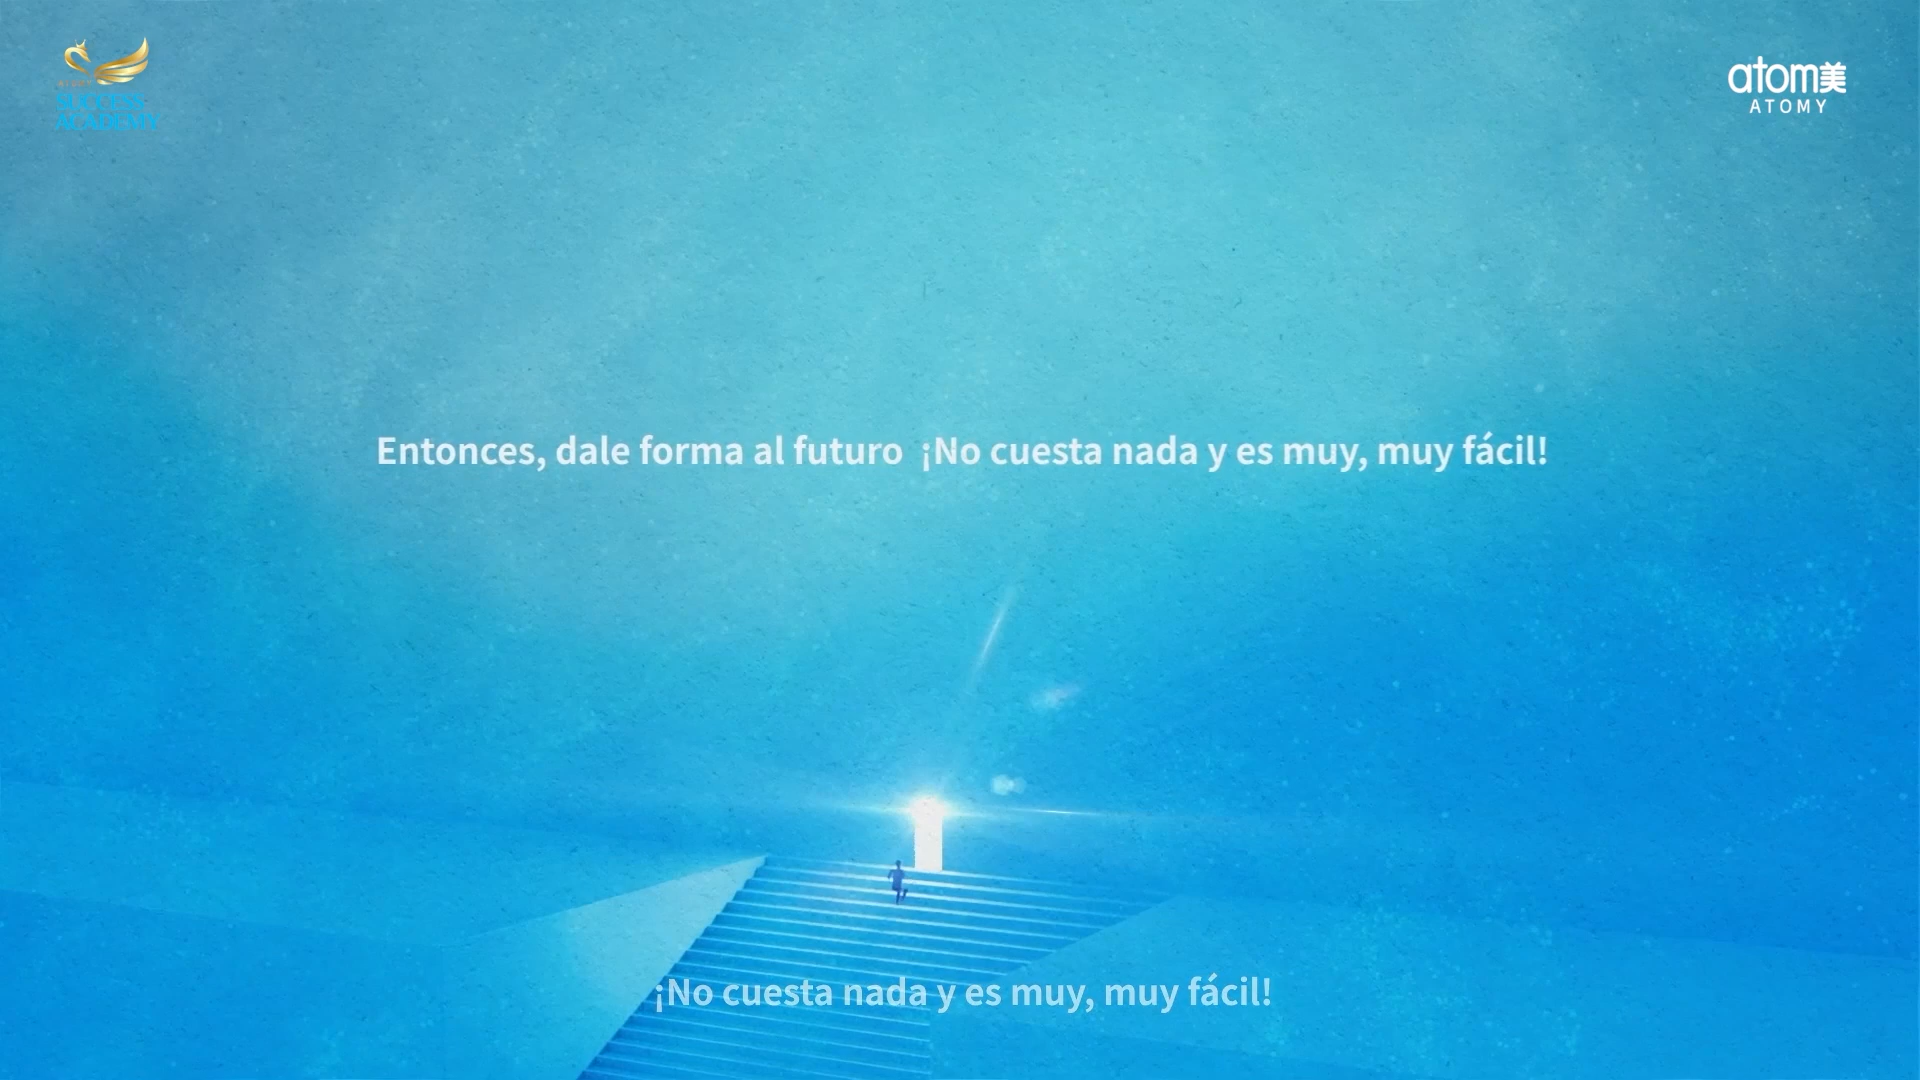 SUCCESS
ACADEMY
atom美
ATOMY
Entonces, dale forma al futuro ¡No cuesta nada y es muy, muy fácil!
¡No cuesta nada y es muy, muy fácil!